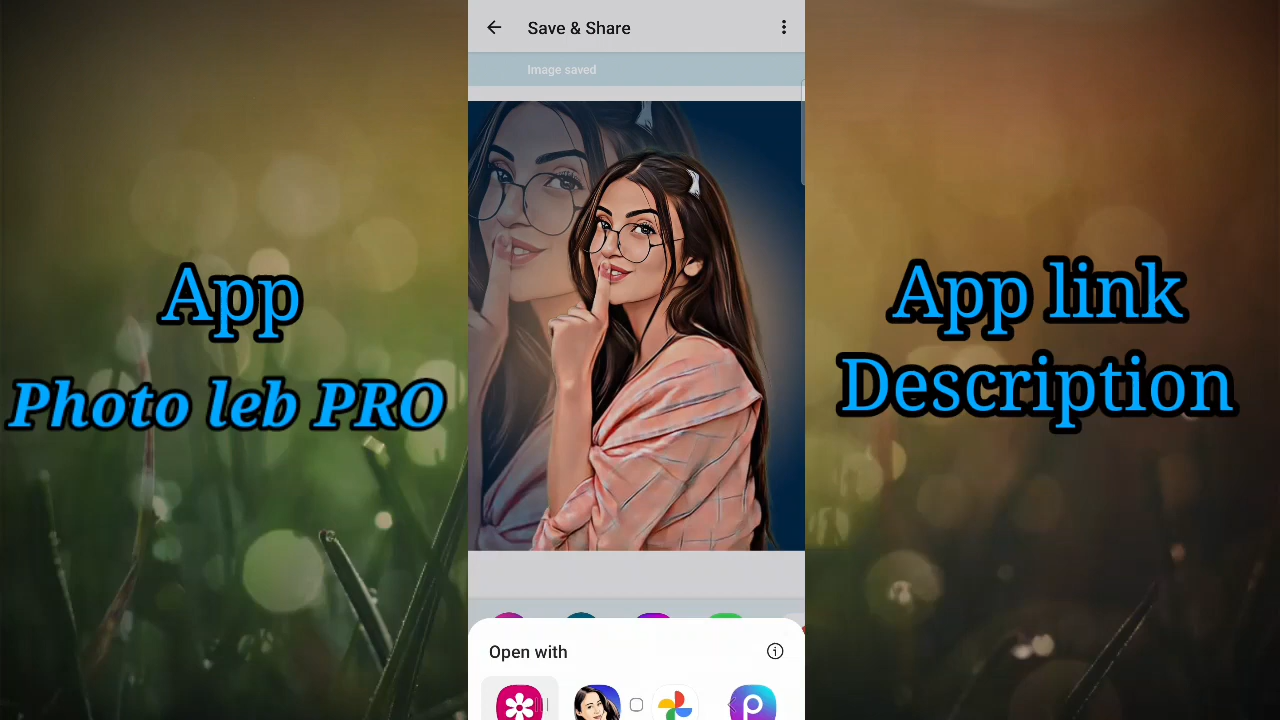 Save & Share
Image saved
App
Photo leb PRO
App link
Description
Open with